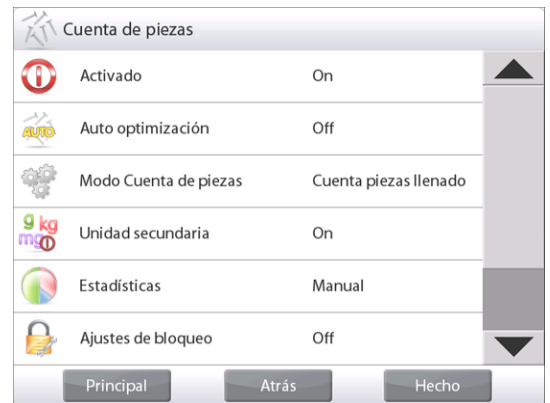 Cuenta de piezas
Activado On
AUTO Auto optimización Off
Modo Cuenta de piezas Cuenta piezas llenado
g kg mg Unidad secundaria On
Estadísticas Manual
Ajustes de bloqueo Off
Principal Atrás Hecho